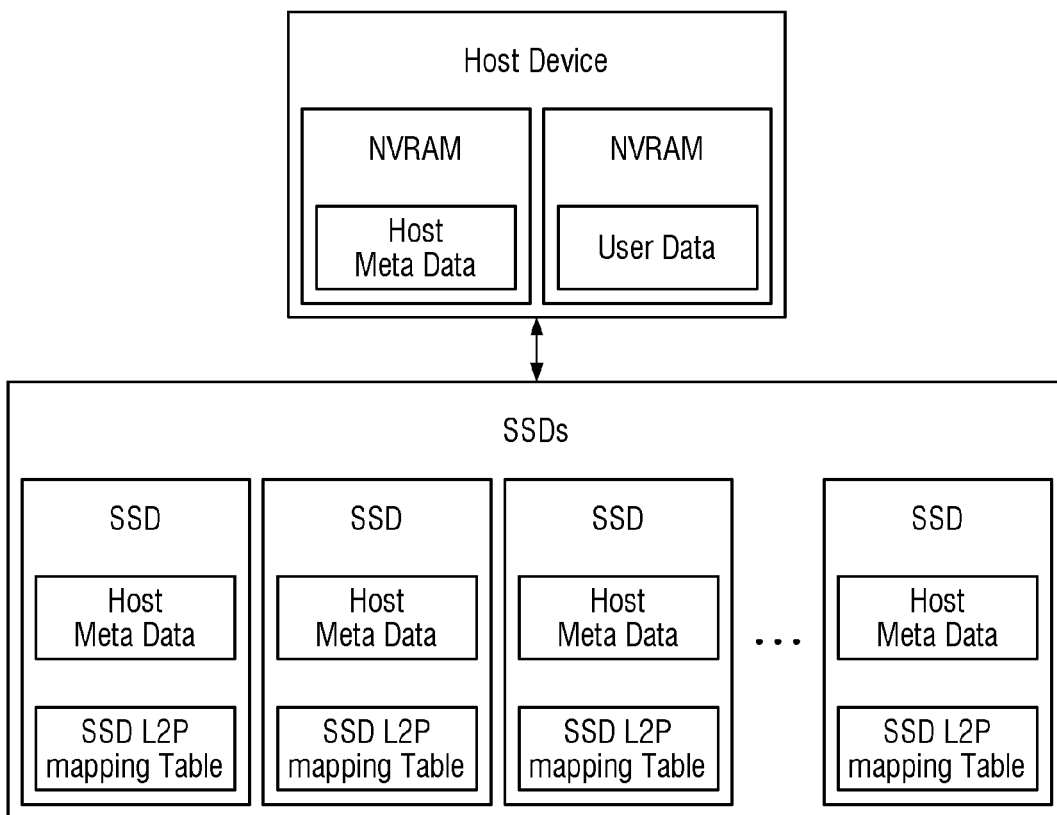 Host Device
NVRAM NVRAM
Host
Meta Data
User Data
SSDs
SSD SSD SSD SSD
Host
Meta Data
Host
Meta Data
Host
Meta Data
...
Host
Meta Data
SSD L2P
mapping Table
SSD L2P
mapping Table
SSD L2P
mapping Table
SSD L2P
mapping Table